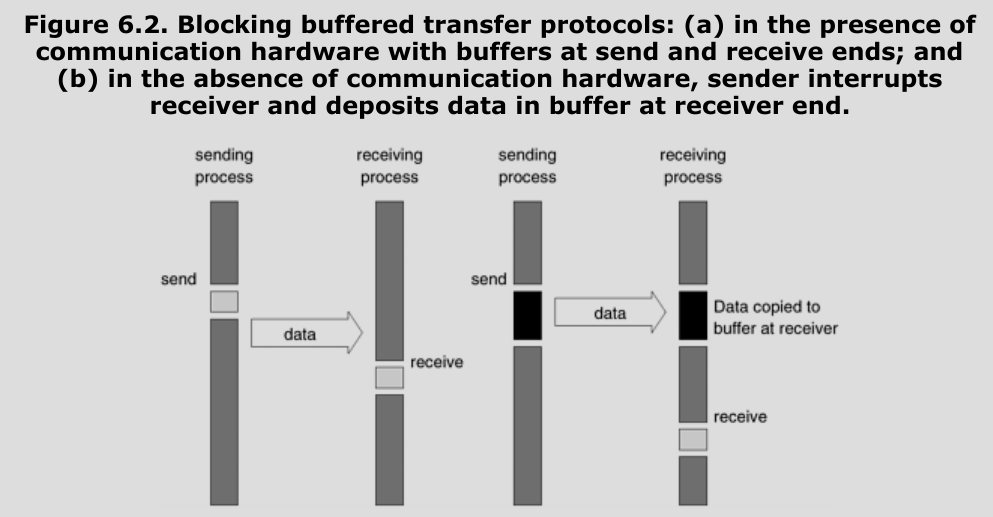 Figure 6.2. Blocking buffered transfer protocols: (a) in the presence of
communication hardware with buffers at send and receive ends; and
(b) in the absence of communication hardware, sender interrupts
receiver and deposits data in buffer at receiver end.
sending
process
receiving
process
sending
process
receiving
process
send
data
receive
send
data
Data copied to
buffer at receiver
receive